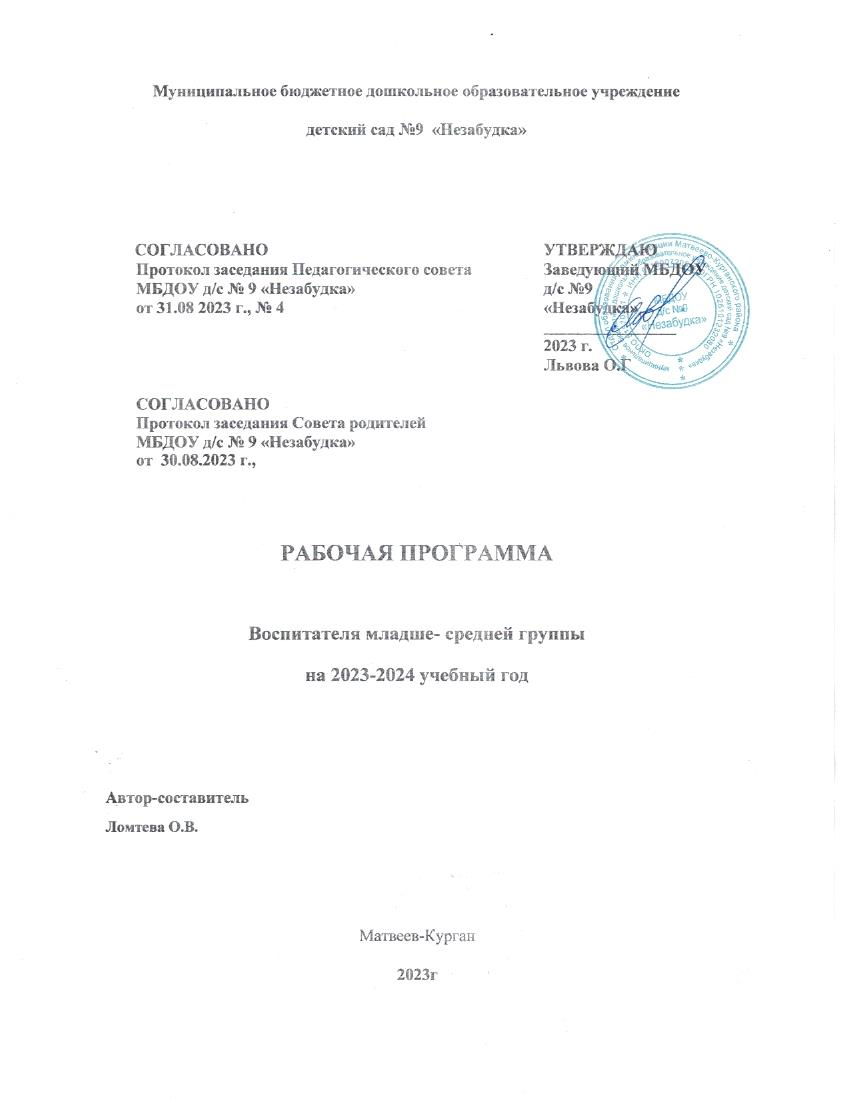 Муниципальное бюджетное дошкольное образовательное учреждение
детский сад №9 «Незабудка»
СОГЛАСОВАНО
Протокол заседания Педагогического совета
МБДОУ д/с № 9 «Незабудка»
от 31.08 2023 г., № 4
УТВЕРЖДАЮ
Заведующий МБДОУ
д/с №9
«Незабудка»
2023 г.
Львова О.Г
МБДОУ
д/с №9
«Незабудка»
СОГЛАСОВАНО
Протокол заседания Совета родителей
МБДОУ д/с № 9 «Незабудка»
от 30.08.2023 г.,
РАБОЧАЯ ПРОГРАММА
Воспитателя младше- средней группы
на 2023-2024 учебный год
Автор-составитель
Ломтева О.В.
Матвеев-Курган
2023г